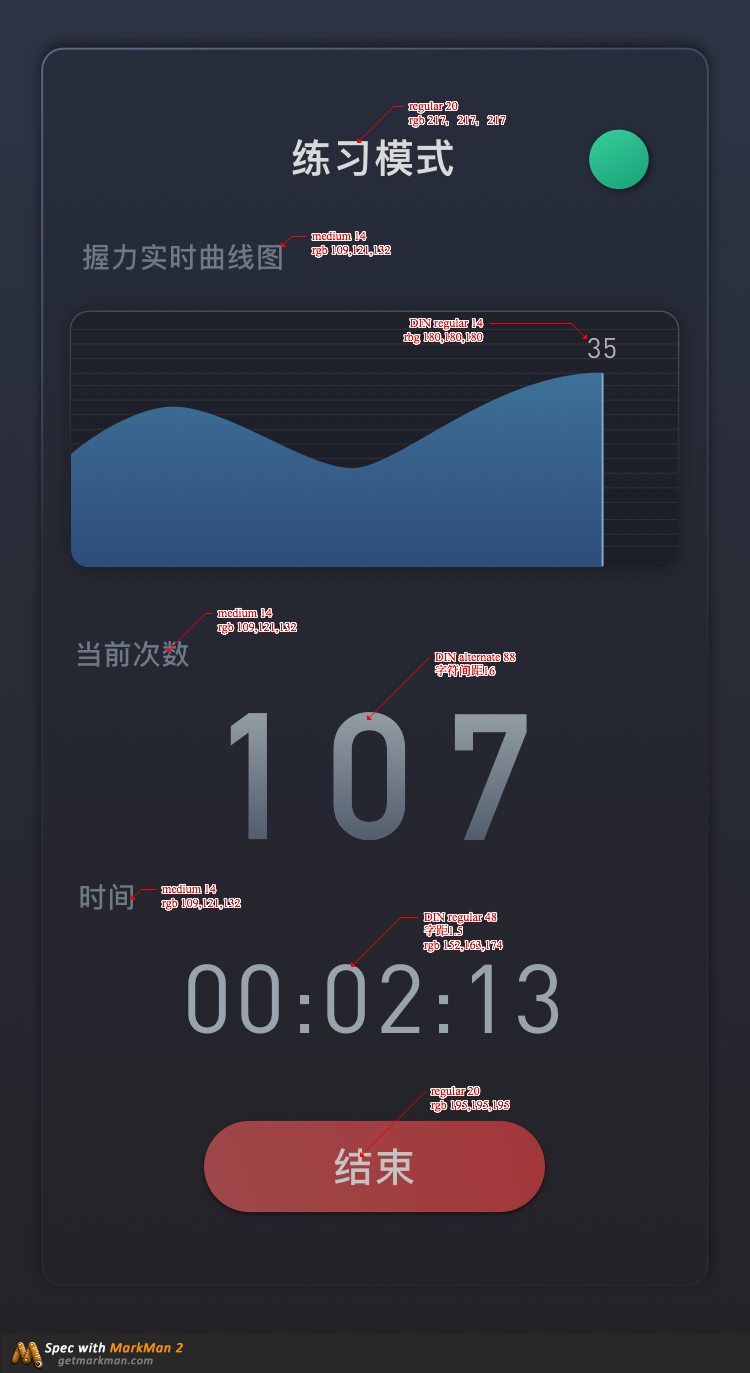 regular 20
rgb 217，217，217
练习模式
medium 14
rgb 109,121,132
握力实时曲线图
DIN regular 14
rbg 180,180,180
35
medium 14
rgb 109,121,132
当前次数
DIN alternate 88
字符间距16
107
medium 14
rgb 109,121,132
时间
DIN regular 48
字距1.5
rgb 152,163,174
00:02:13
regular 20
rgb 195,195,195
结束
Spec with MarkMan 2
getmarkman.com